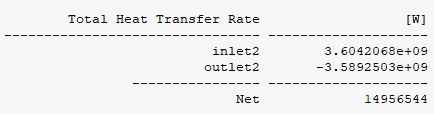 Total Heat Transfer Rate [W]
-------------------------------- --------------------
inlet2 3.6042068e+09
outlet2 -3.5892503e+09
---------------- --------------------
Net 14956544